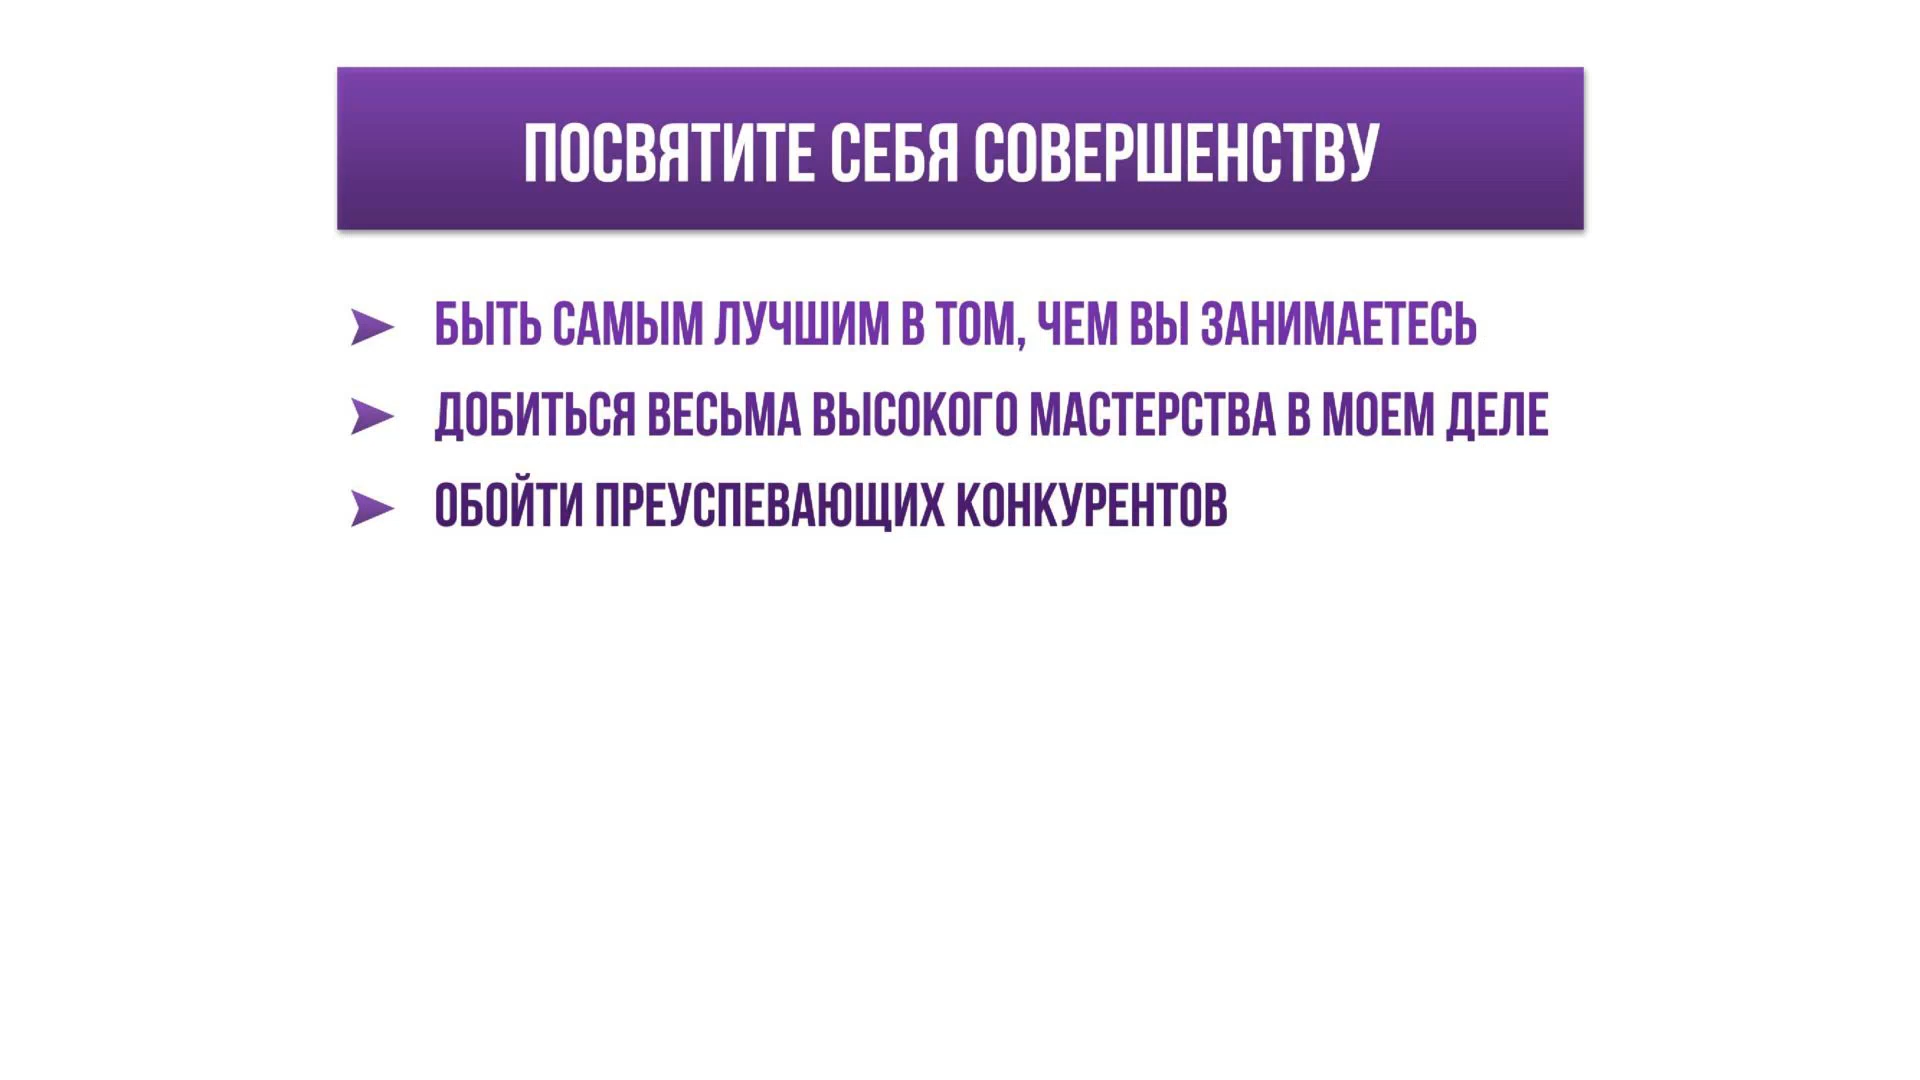 ПОСВЯТИТЕ СЕБЯ СОВЕРШЕНСТВУ
БЫТЬ САМЫМ ЛУЧШИМ В ТОМ, ЧЕМ ВЫ ЗАНИМАЕТЕСЬ
ДОБИТЬСЯ ВЕСЬМА ВЫСОКОГО МАСТЕРСТВА В МОЕМ ДЕЛЕ
ОБОЙТИ ПРЕУСПЕВАЮЩИХ КОНКУРЕНТОВ